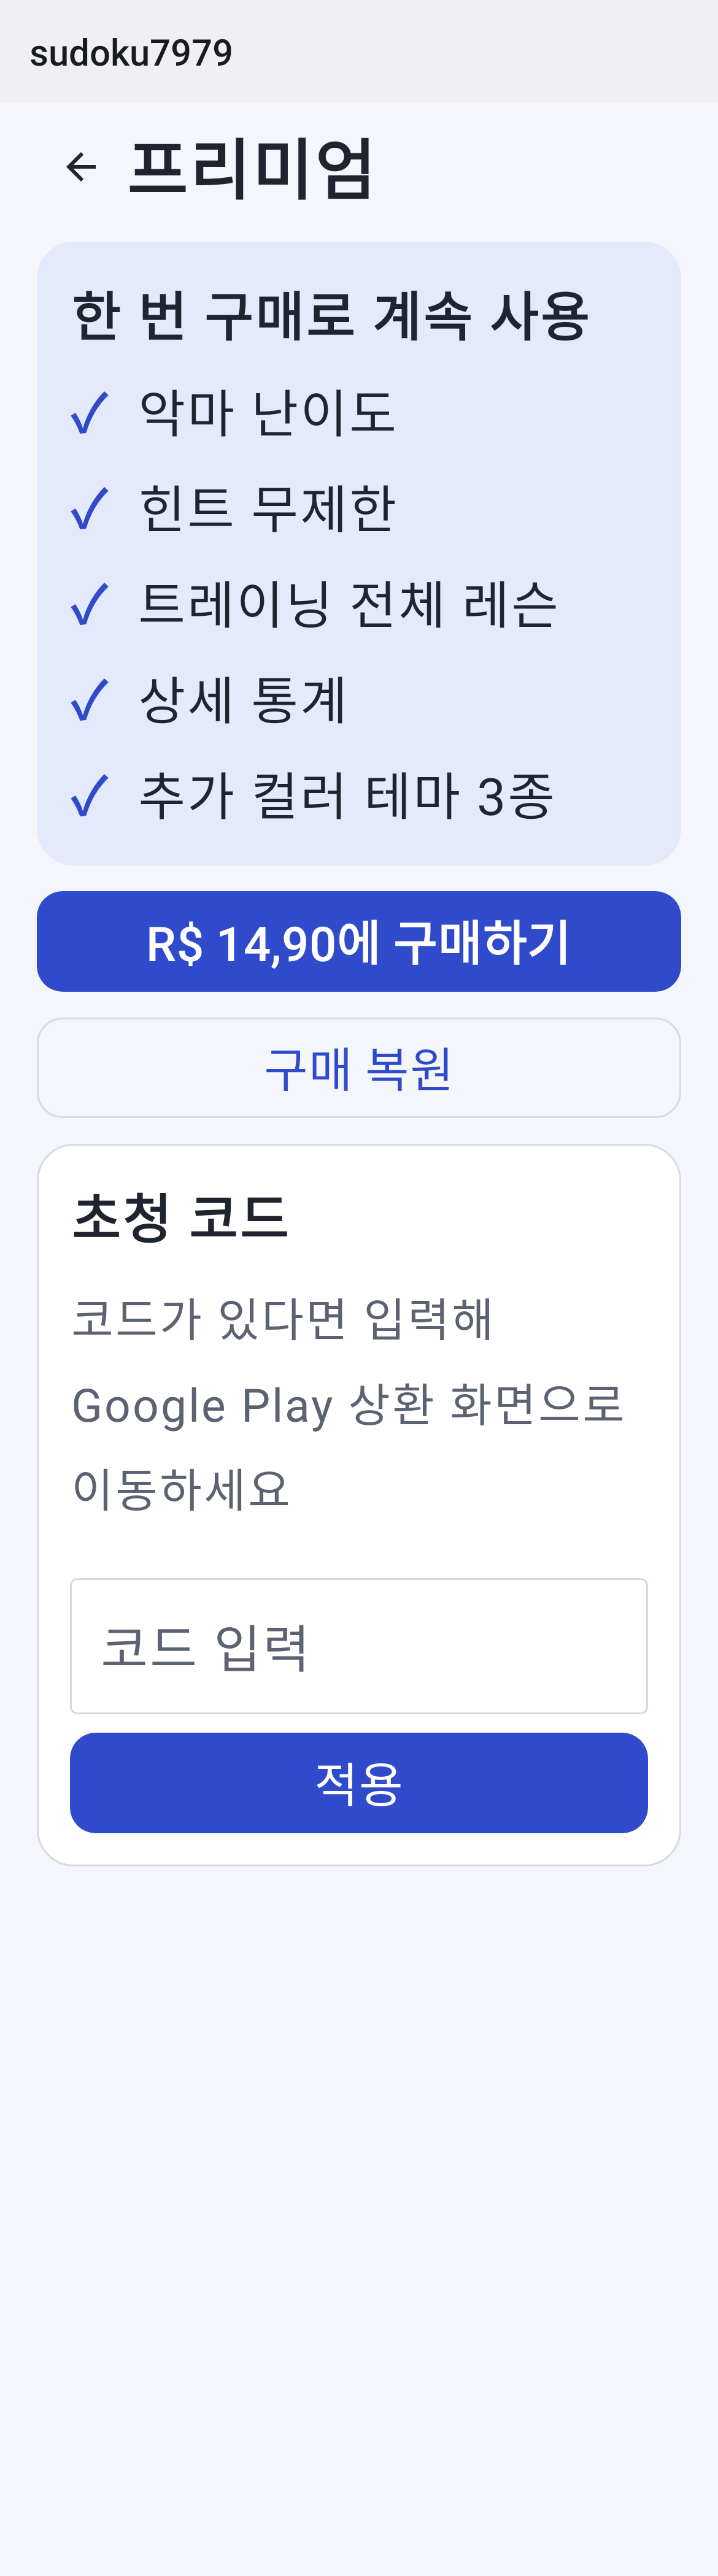 sudoku7979
프리미엄
한 번 구매로 계속 사용
악마 난이도
힌트 무제한
트레이닝 전체 레슨
상세 통계
추가 컬러 테마 3종
R$ 14,90에 구매하기
구매 복원
초청 코드
코드가 있다면 입력해
Google Play 상환 화면으로
이동하세요
코드 입력
적용